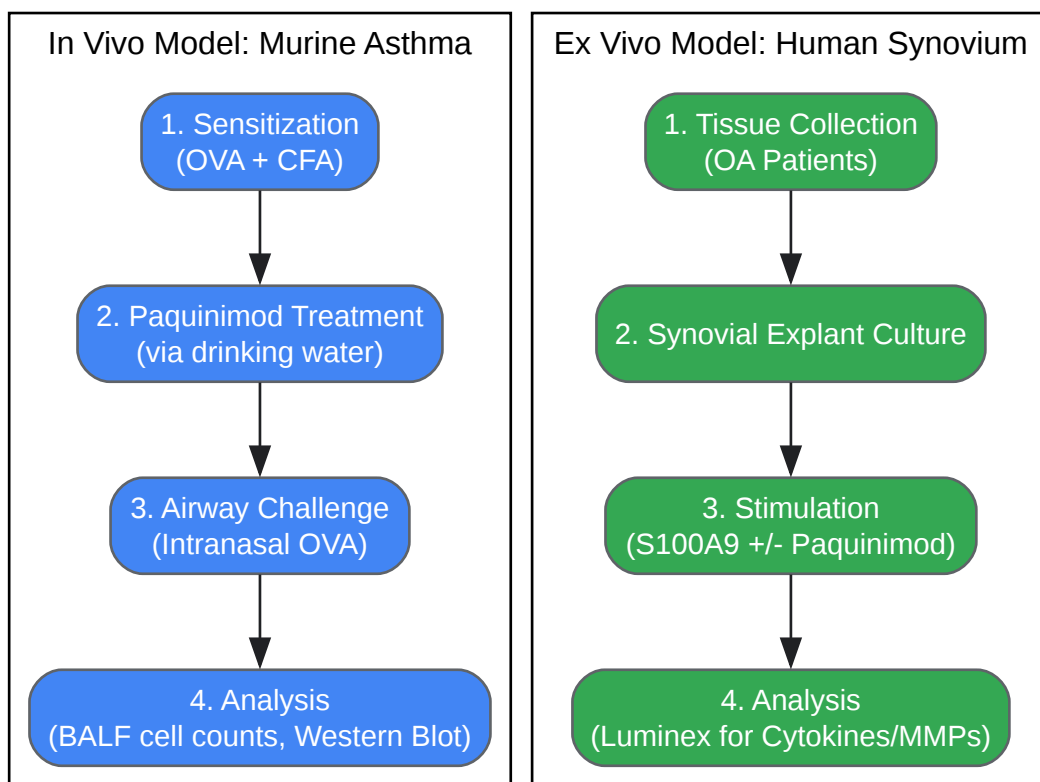 In Vivo Model: Murine Asthma
1. Sensitization
(OVA + CFA)
2. Paquinimod Treatment
(via drinking water)
3. Airway Challenge
(Intranasal OVA)
4. Analysis
(BALF cell counts, Western Blot)
Ex Vivo Model: Human Synovium
1. Tissue Collection
(OA Patients)
2. Synovial Explant Culture
3. Stimulation
(S100A9 +/- Paquinimod)
4. Analysis
(Luminex for Cytokines/MMPs)